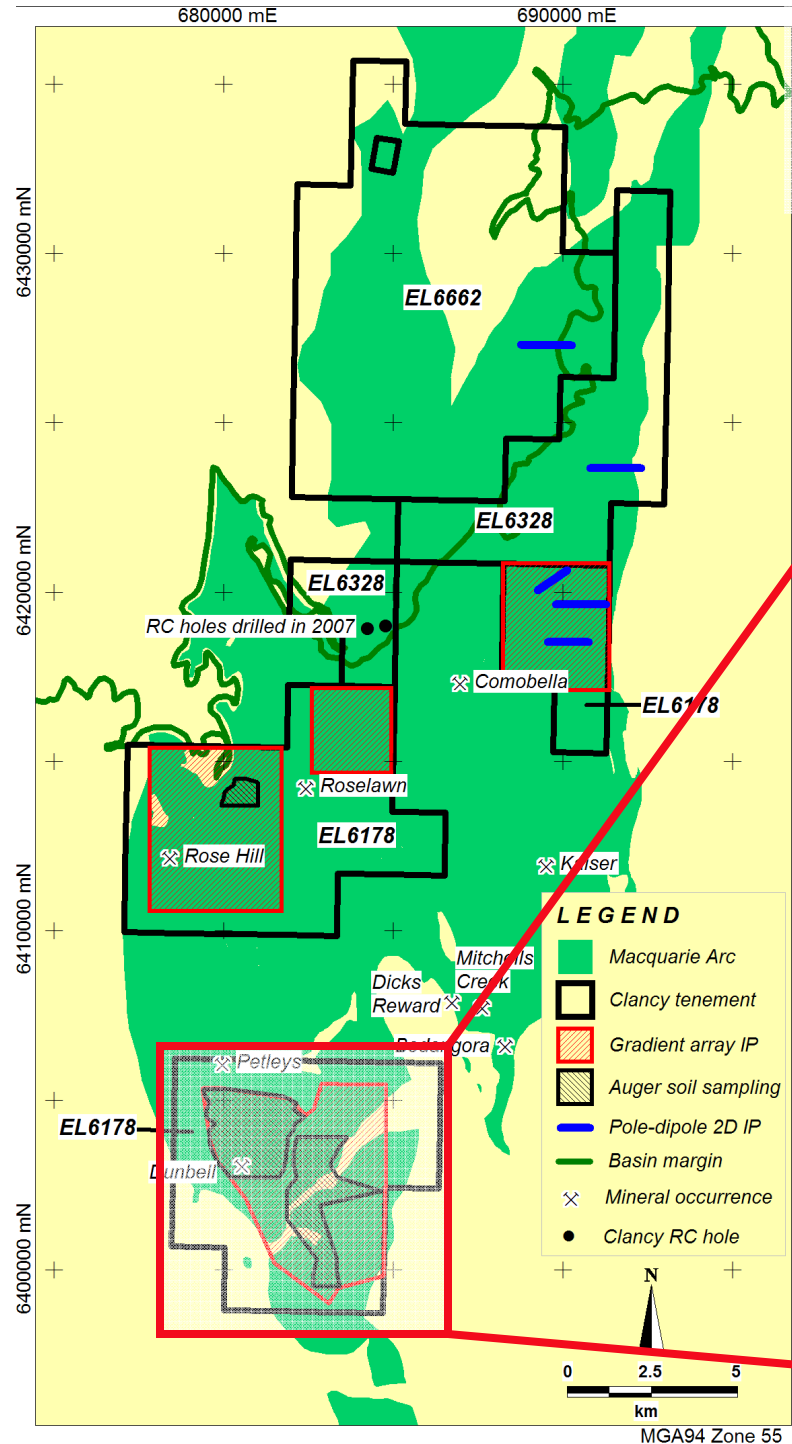 680000 mE
690000 mE
6430000 mN
EL6662
EL6328
6420000 mN
EL6328
RC holes drilled in 2007
Comobella
EL6178
Roselawn
EL6178
Rose Hill
Kaiser
6410000 mN
LEGEND
Macquarie Arc
Clancy tenement
Gradient array IP
Auger soil sampling
Pole-dipole 2D IP
Basin margin
Mineral occurrence
Clancy RC hole
Mitchells
Creek
Dicks
Reward
Bodangora
Petleys
EL6178
Dunbell
6400000 mN
N
0 2.5 5
km
MGA94 Zone 55